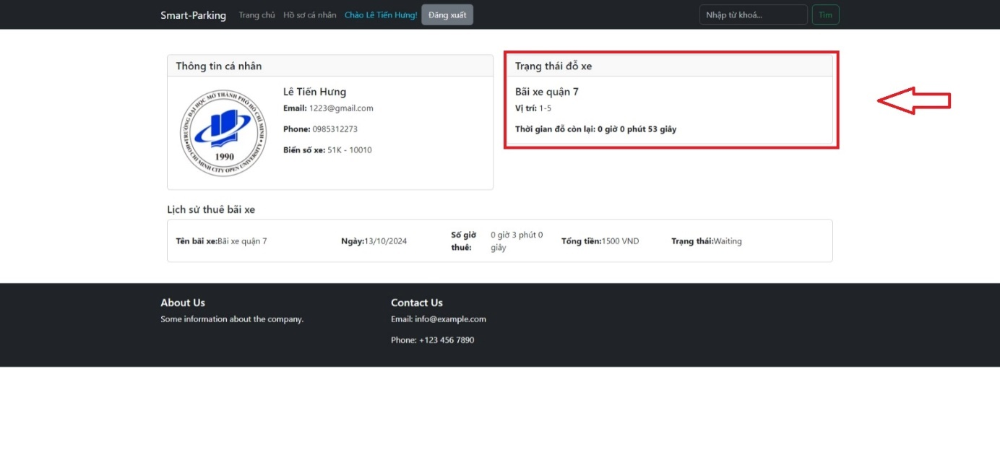 Smart-Parking Trang chủ Hồ sơ cá nhân Chào Lê Tiến Hưng! Đăng xuất Nhập từ khoá... Tìm
Thông tin cá nhân
TRƯỜNG ĐẠI HỌC MỞ THÀNH PHỐ HỒ CHÍ MINH
1990
HO CHI MINH CITY OPEN UNIVERSITY
Lê Tiến Hưng
Email: 1223@gmail.com
Phone: 0985312273
Biển số xe: 51K - 10010
Trạng thái đỗ xe
Bãi xe quận 7
Vị trí: 1-5
Thời gian đỗ còn lại: 0 giờ 0 phút 53 giây
Lịch sử thuê bãi xe
Tên bãi xe:Bãi xe quận 7 Ngày:13/10/2024 Số giờ thuê: 0 giờ 3 phút 0 giây Tổng tiền:1500 VND Trạng thái:Waiting
About Us
Some information about the company.
Contact Us
Email: info@example.com
Phone: +123 456 7890